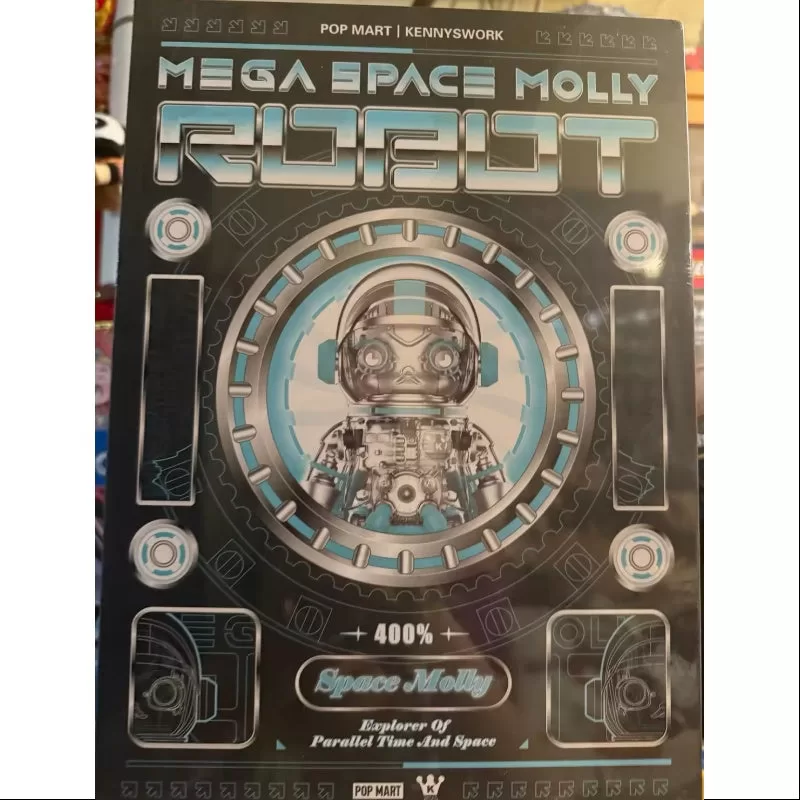 POP MART | KENNYSWORK
MEGA SPACE MOLLY
ROBOT
400%
Space Molly
Explorer Of
Parallel Time And Space
POP MART K